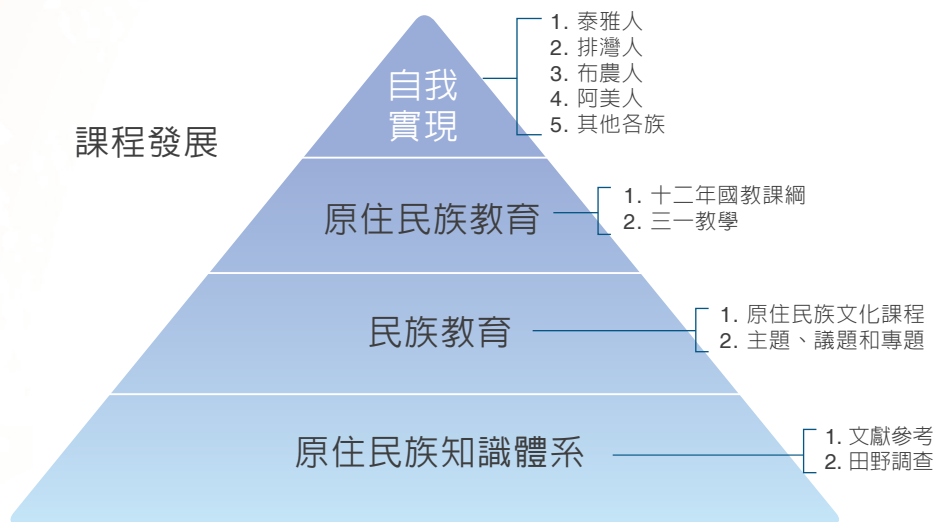 課程發展
自我
實現
1. 泰雅人
2. 排灣人
3. 布農人
4. 阿美人
5. 其他各族
原住民族教育
1. 十二年國教課綱
2. 三一教學
民族教育
1. 原住民族文化課程
2. 主題、議題和專題
原住民族知識體系
1. 文獻參考
2. 田野調查